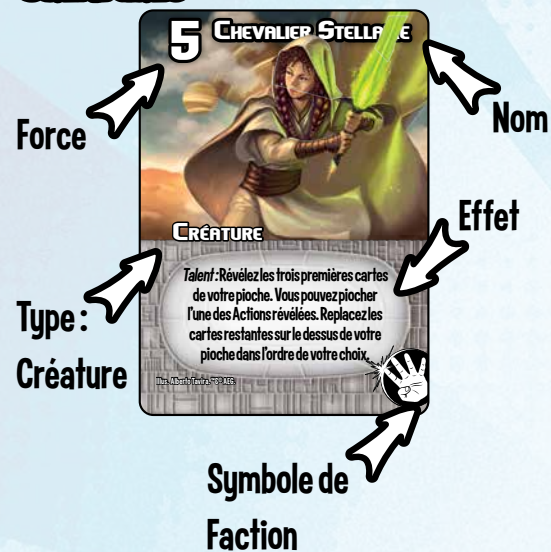 5 Chevalier Stella e
Force
Nom
Créature
Effet
Talent : Révélez les trois premières cartes
de votre pioche. Vous pouvez piocher
l'une des Actions révélées. Replacez les
cartes restantes sur le dessus de votre
pioche dans l'ordre de votre choix.
Type :
Créature
Illus. Alberto Tavira. AEG.
Symbole de
Faction